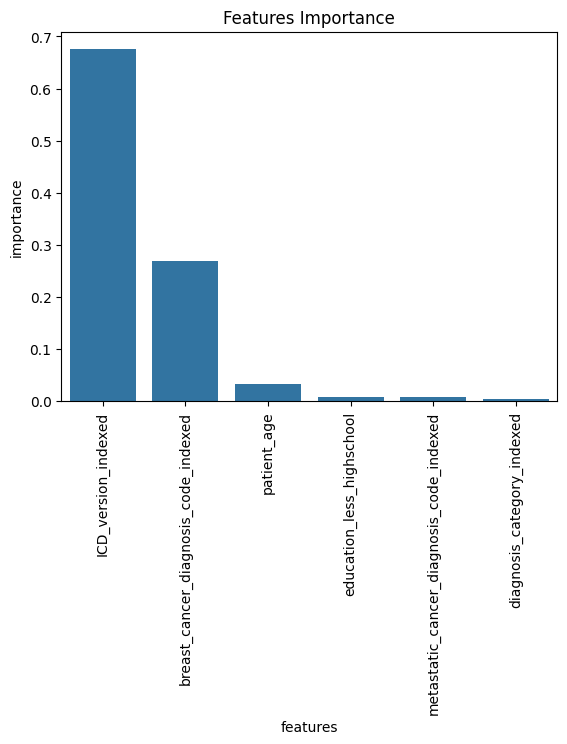 Features Importance
0.7
0.6
0.5
0.4
0.3
0.2
0.1
0.0
importance
ICD_version_indexed
breast_cancer_diagnosis_code_indexed
patient_age
education_less_highschool
metastatic_cancer_diagnosis_code_indexed
diagnosis_category_indexed
features